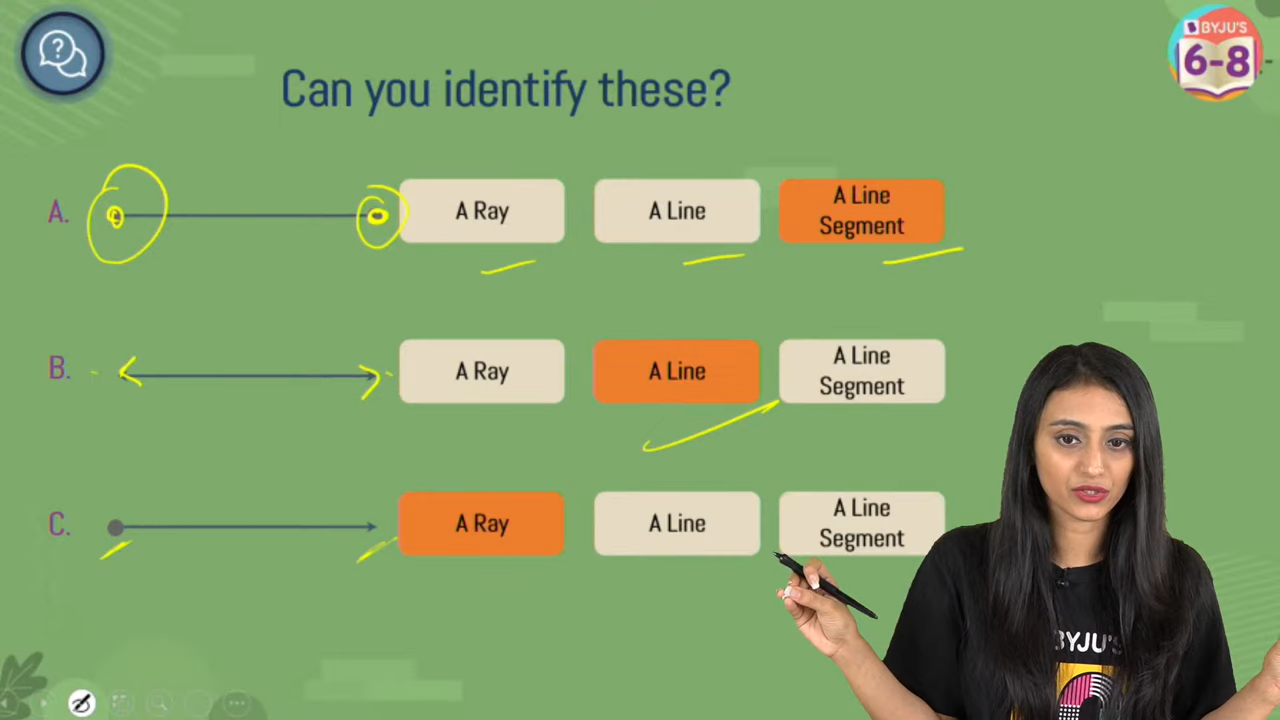 BYJU'S
6-8
Can you identify these?
A.
A Ray
A Line
A Line
Segment
B.
A Ray
A Line
A Line
Segment
C.
A Ray
A Line
A Line
Segment
BYJU'S